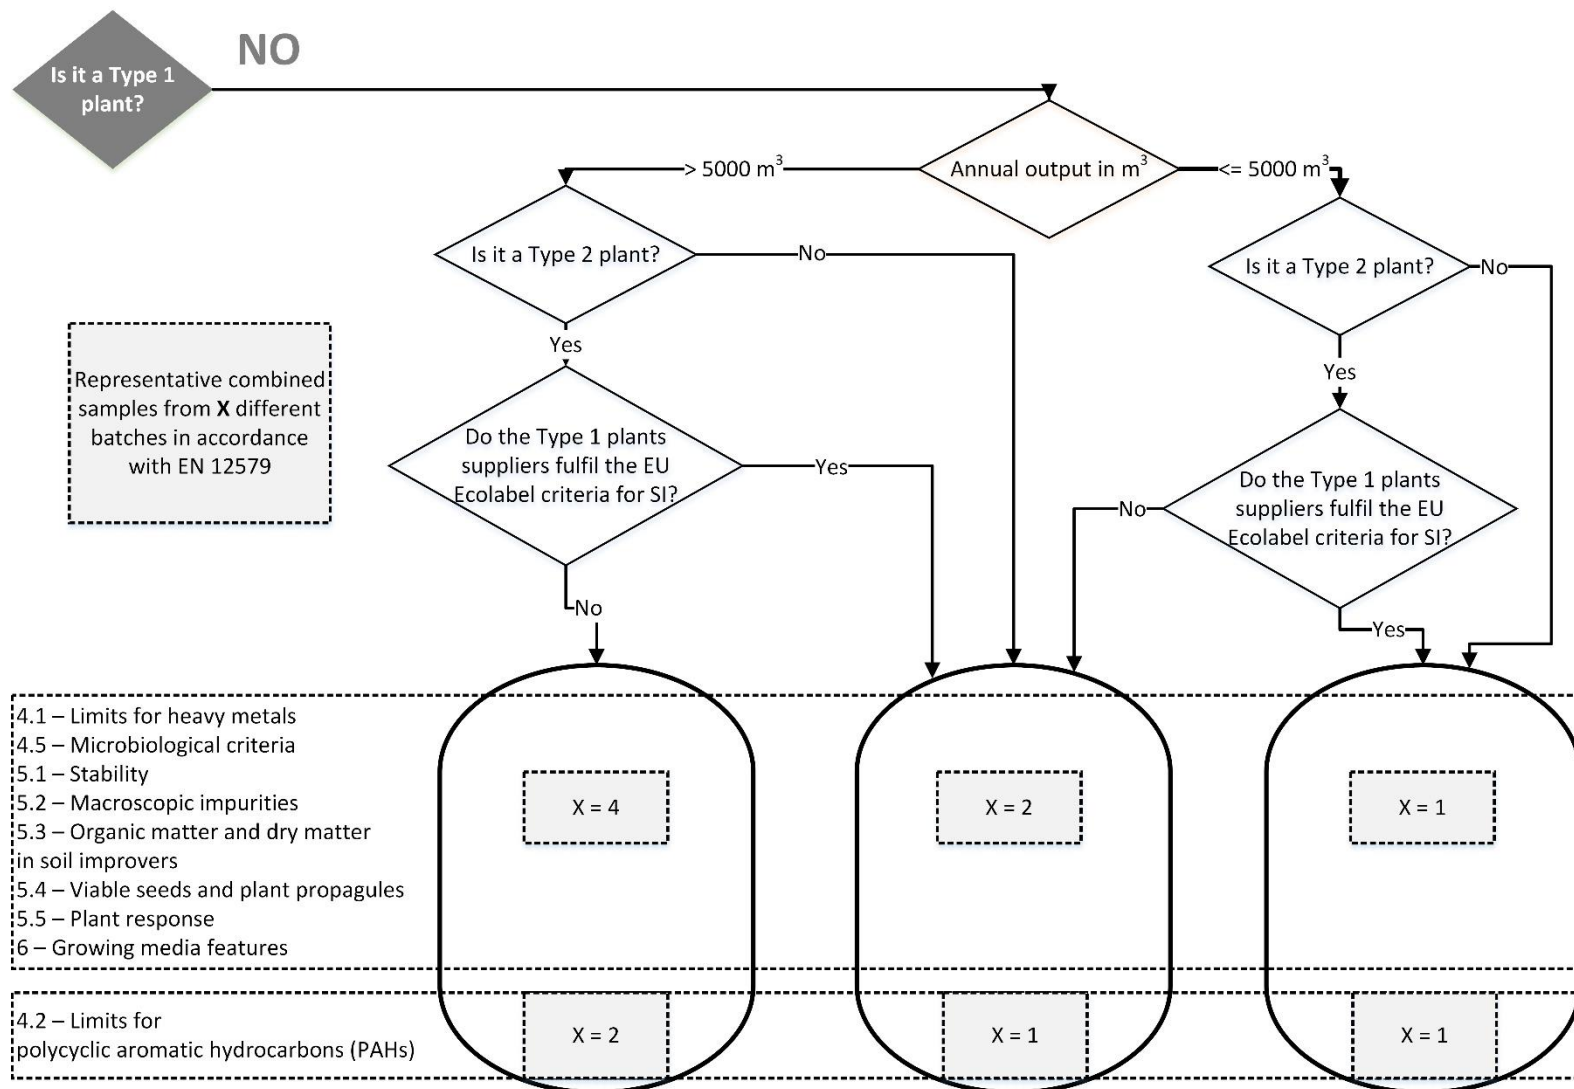 Is it a Type 1
plant?
NO
Annual output in m³
> 5000 m³
<= 5000 m³
Is it a Type 2 plant?
No
Is it a Type 2 plant?
No
Representative combined
samples from X different
batches in accordance
with EN 12579
Yes
Yes
Do the Type 1 plants
suppliers fulfil the EU
Ecolabel criteria for SI?
Yes
No
Do the Type 1 plants
suppliers fulfil the EU
Ecolabel criteria for SI?
No
Yes
4.1 – Limits for heavy metals
4.5 – Microbiological criteria
5.1 – Stability
5.2 – Macroscopic impurities
5.3 – Organic matter and dry matter
in soil improvers
5.4 – Viable seeds and plant propagules
5.5 – Plant response
6 – Growing media features
X = 4
X = 2
X = 1
4.2 – Limits for
polycyclic aromatic hydrocarbons (PAHs)
X = 2
X = 1
X = 1